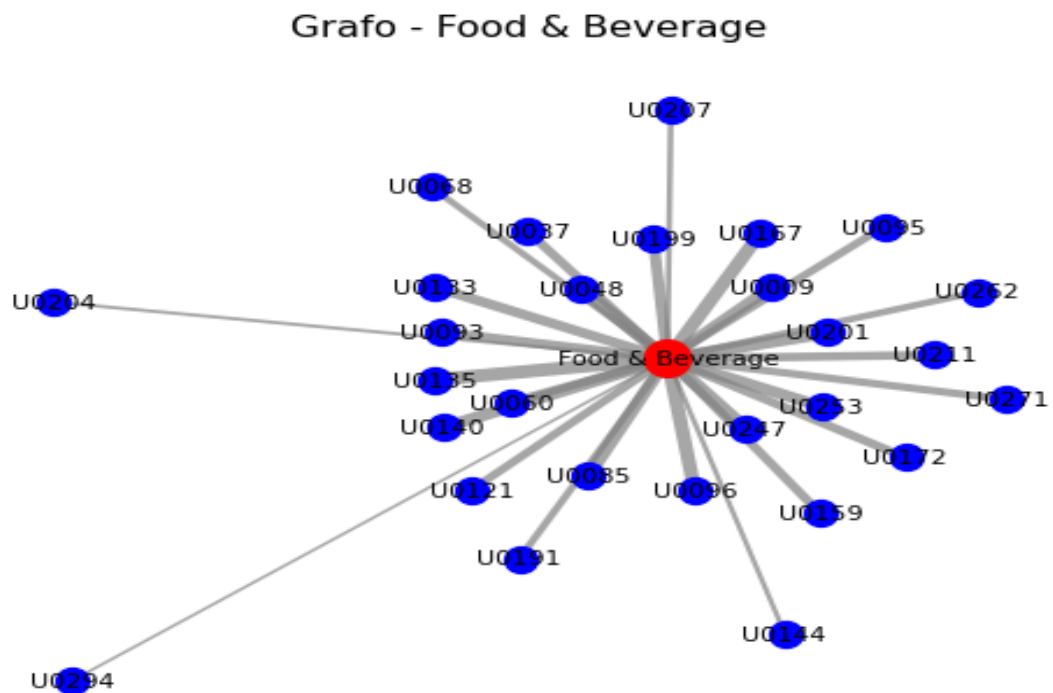 Grafo - Food & Beverage
U0207
U0068
U0037
U0199
U0167
U0095
U0133
U0048
U0009
U0262
U0204
U0093
U0201
Food & Beverage
U0211
U0135
U0060
U0253
U0271
U0140
U0247
U0172
U0121
U0085
U0096
U0159
U0191
U0144
U0294